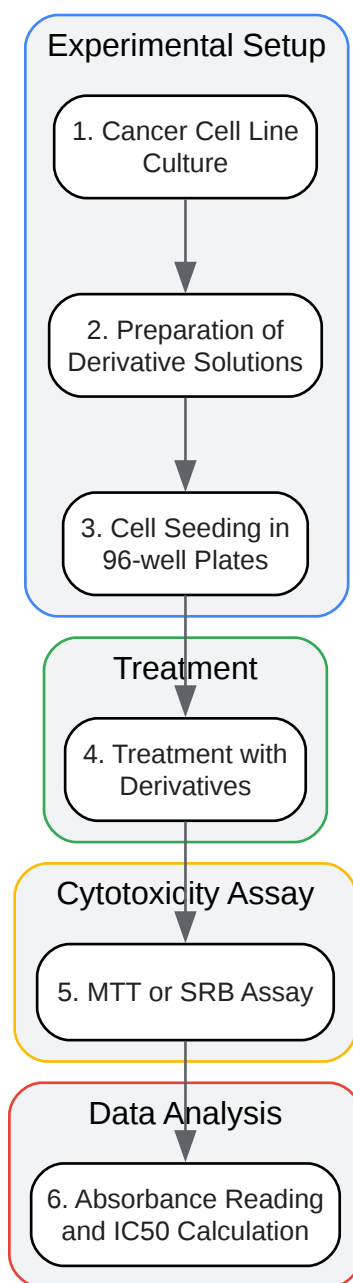 Experimental Setup
1. Cancer Cell Line
Culture
2. Preparation of
Derivative Solutions
3. Cell Seeding in
96-well Plates
Treatment
4. Treatment with
Derivatives
Cytotoxicity Assay
5. MTT or SRB Assay
Data Analysis
6. Absorbance Reading
and IC50 Calculation